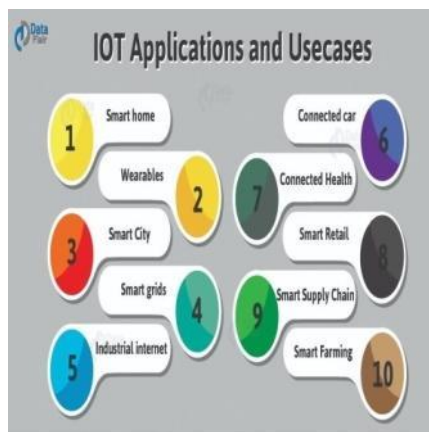 Data
Flair
IOT Applications and Usecases
1
Smart home
Wearables
2
3
Smart City
Smart grids
4
5
Industrial internet
Connected car
6
7
Connected Health
Smart Retail
8
9
Smart Supply Chain
Smart Farming
10